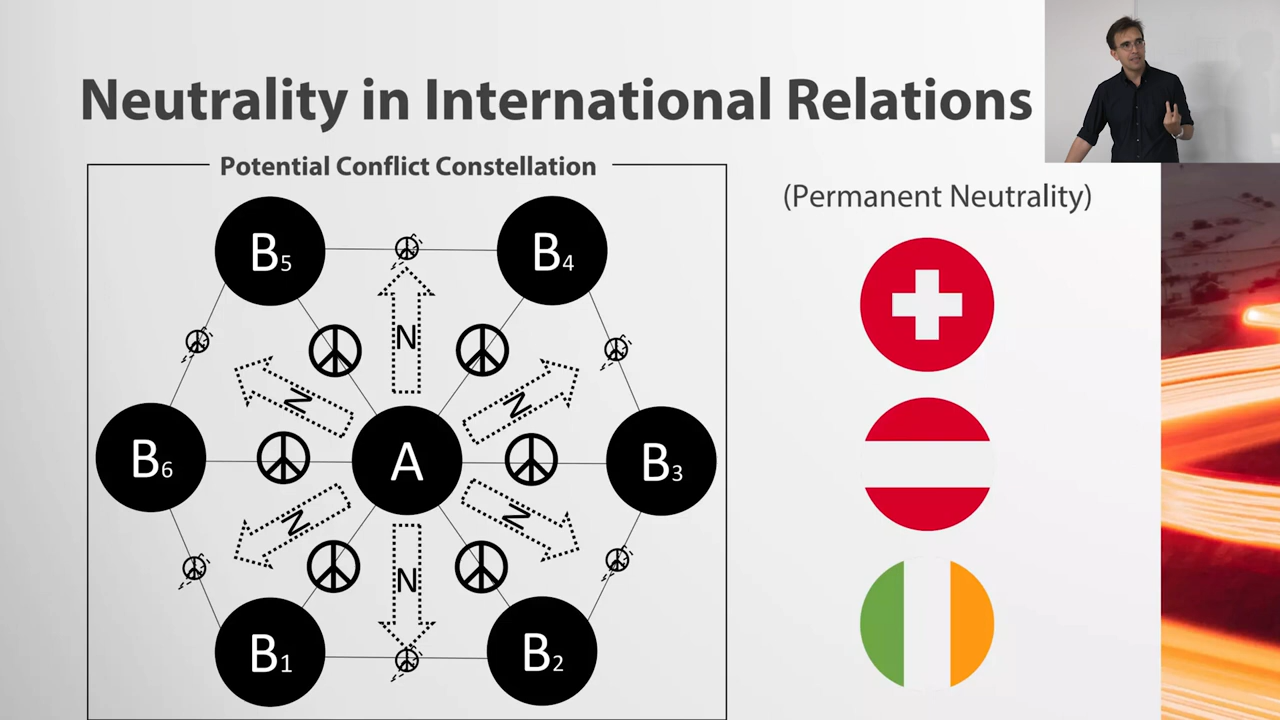 Neutrality in International Relations
Potential Conflict Constellation
(Permanent Neutrality)
B5
B4
N
N
N
B6
A
B3
N
N
N
B1
B2